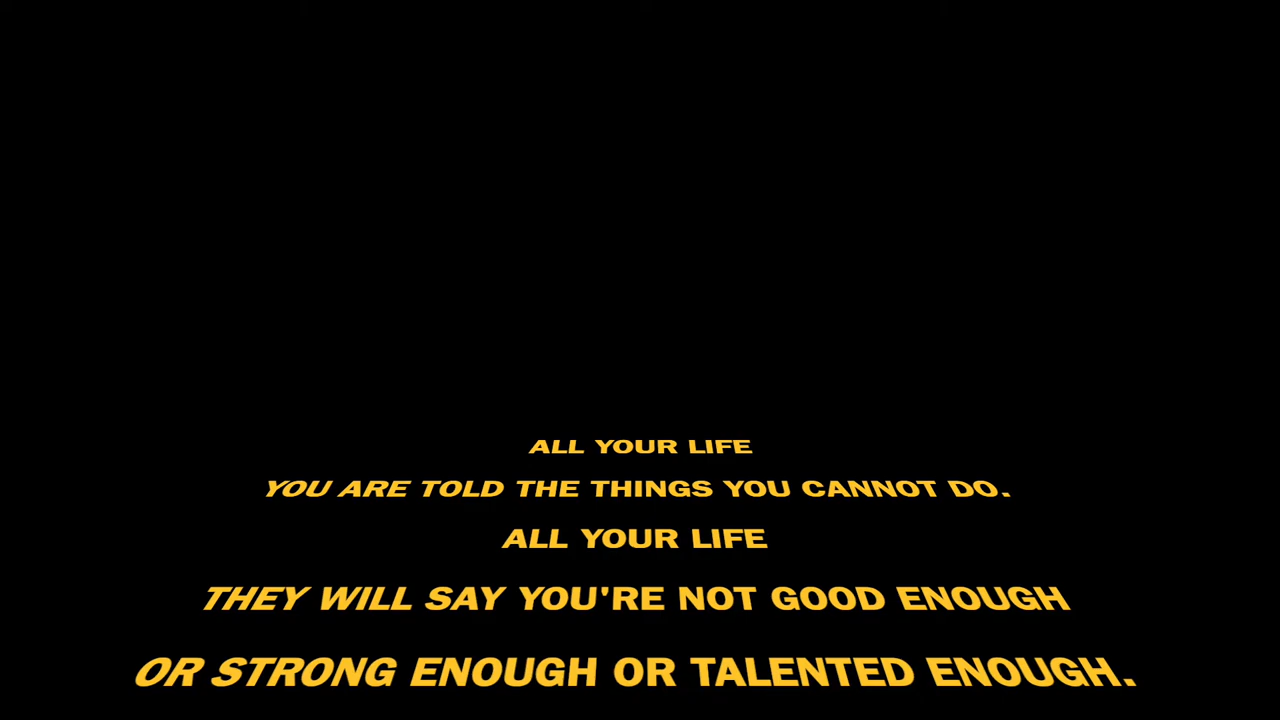 ALL YOUR LIFE
YOU ARE TOLD THE THINGS YOU CANNOT DO.
ALL YOUR LIFE
THEY WILL SAY YOU'RE NOT GOOD ENOUGH
OR STRONG ENOUGH OR TALENTED ENOUGH.